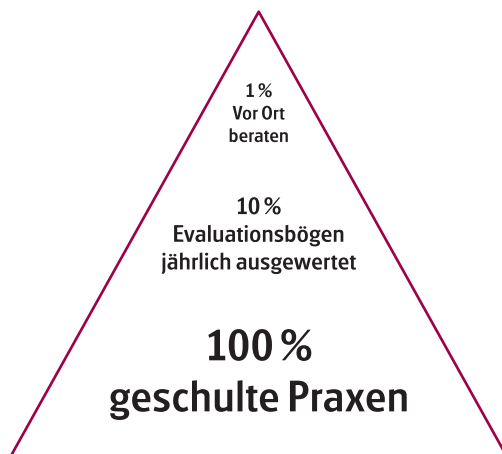 1 %
Vor Ort
beraten
10 %
Evaluationsbögen
jährlich ausgewertet
100 %
geschulte Praxen